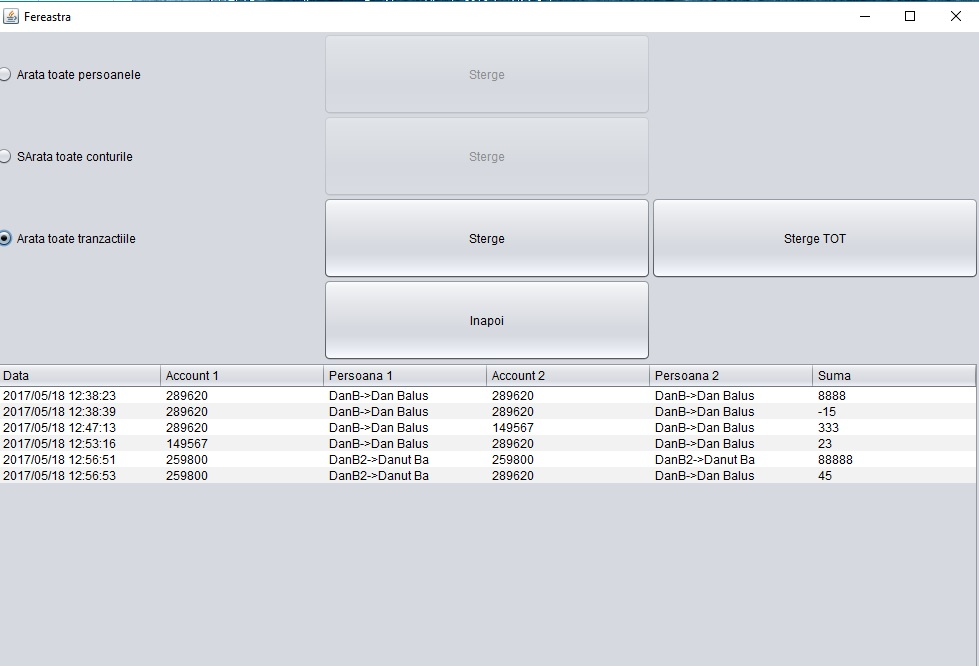 Fereastra
Arata toate persoanele Sterge
SArata toate conturile Sterge
Arata toate tranzactiile Sterge Sterge TOT
Inapoi
Data Account 1 Persoana 1 Account 2 Persoana 2 Suma
2017/05/18 12:38:23 289620 DanB->Dan Balus 289620 DanB->Dan Balus 8888
2017/05/18 12:38:39 289620 DanB->Dan Balus 289620 DanB->Dan Balus -15
2017/05/18 12:47:13 289620 DanB->Dan Balus 149567 DanB->Dan Balus 333
2017/05/18 12:53:16 149567 DanB->Dan Balus 289620 DanB->Dan Balus 23
2017/05/18 12:56:51 259800 DanB2->Danut Ba 259800 DanB2->Danut Ba 88888
2017/05/18 12:56:53 259800 DanB2->Danut Ba 289620 DanB->Dan Balus 45